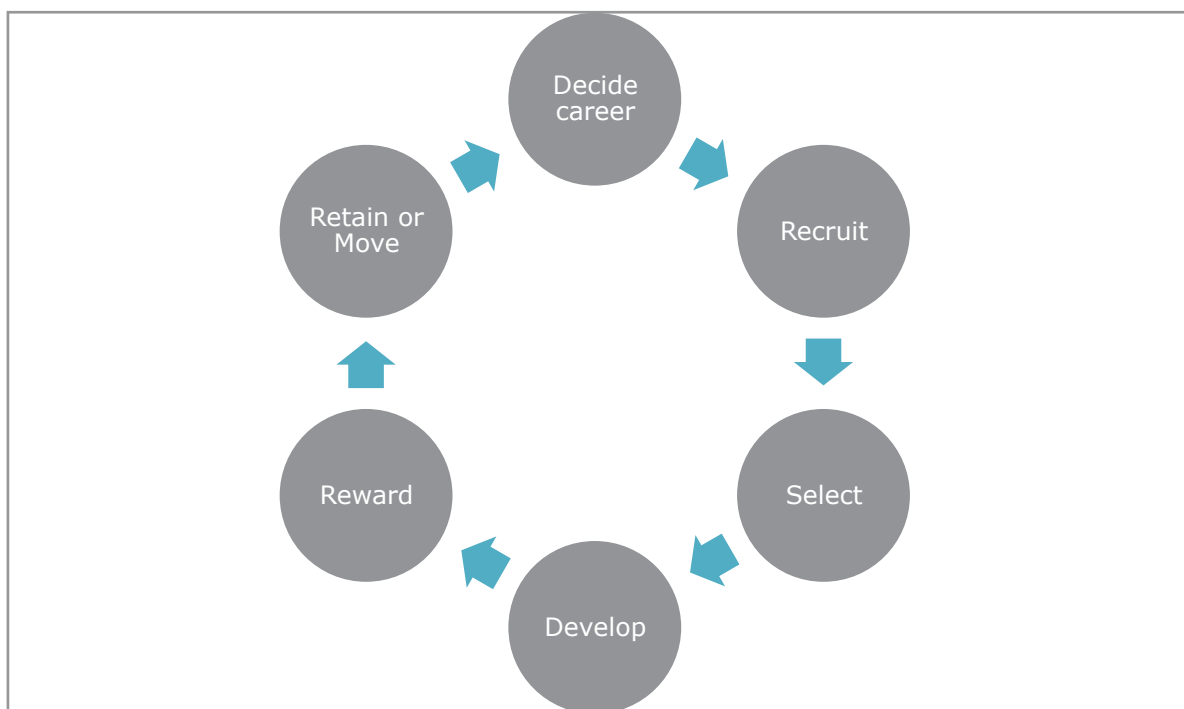 Decide
career
Recruit
Select
Develop
Reward
Retain or
Move